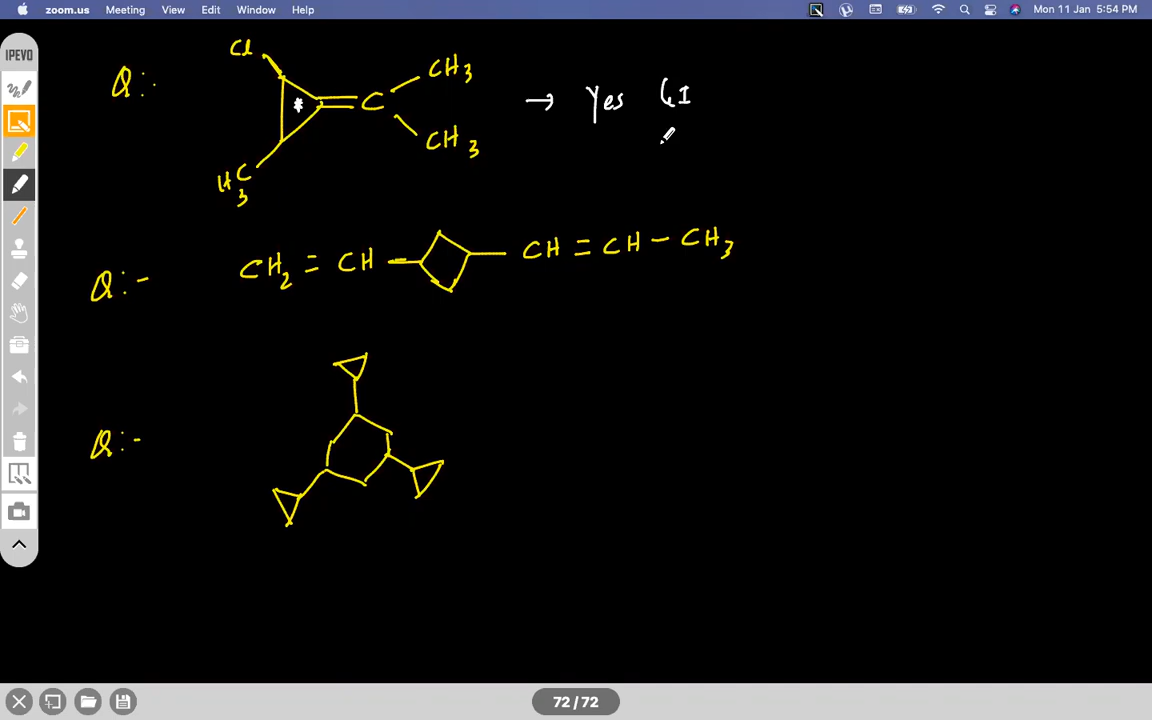 zoom.us Meeting View Edit Window Help Mon 11 Jan 5:54 PM
IPEVO
Q:- Cl CH3
C → Yes GI
CH3
H3C
Q:- CH2 = CH CH = CH - CH3
Q:-
72 / 72